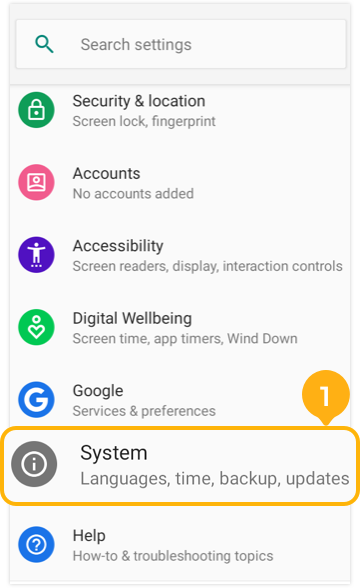 Search settings
Security & location
Screen lock, fingerprint
Accounts
No accounts added
Accessibility
Screen readers, display, interaction controls
Digital Wellbeing
Screen time, app timers, Wind Down
Google
Services & preferences
1
System
Languages, time, backup, updates
Help
How-to & troubleshooting topics